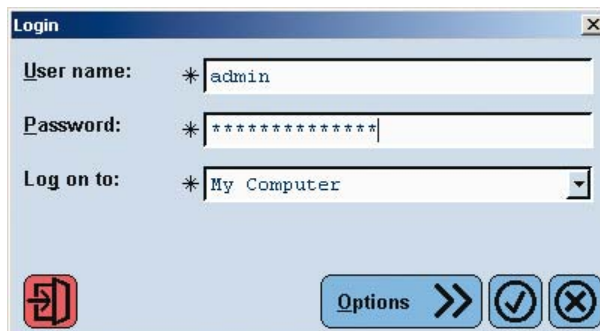 Login
User name: * admin
Password: * **************
Log on to: * My Computer
Options